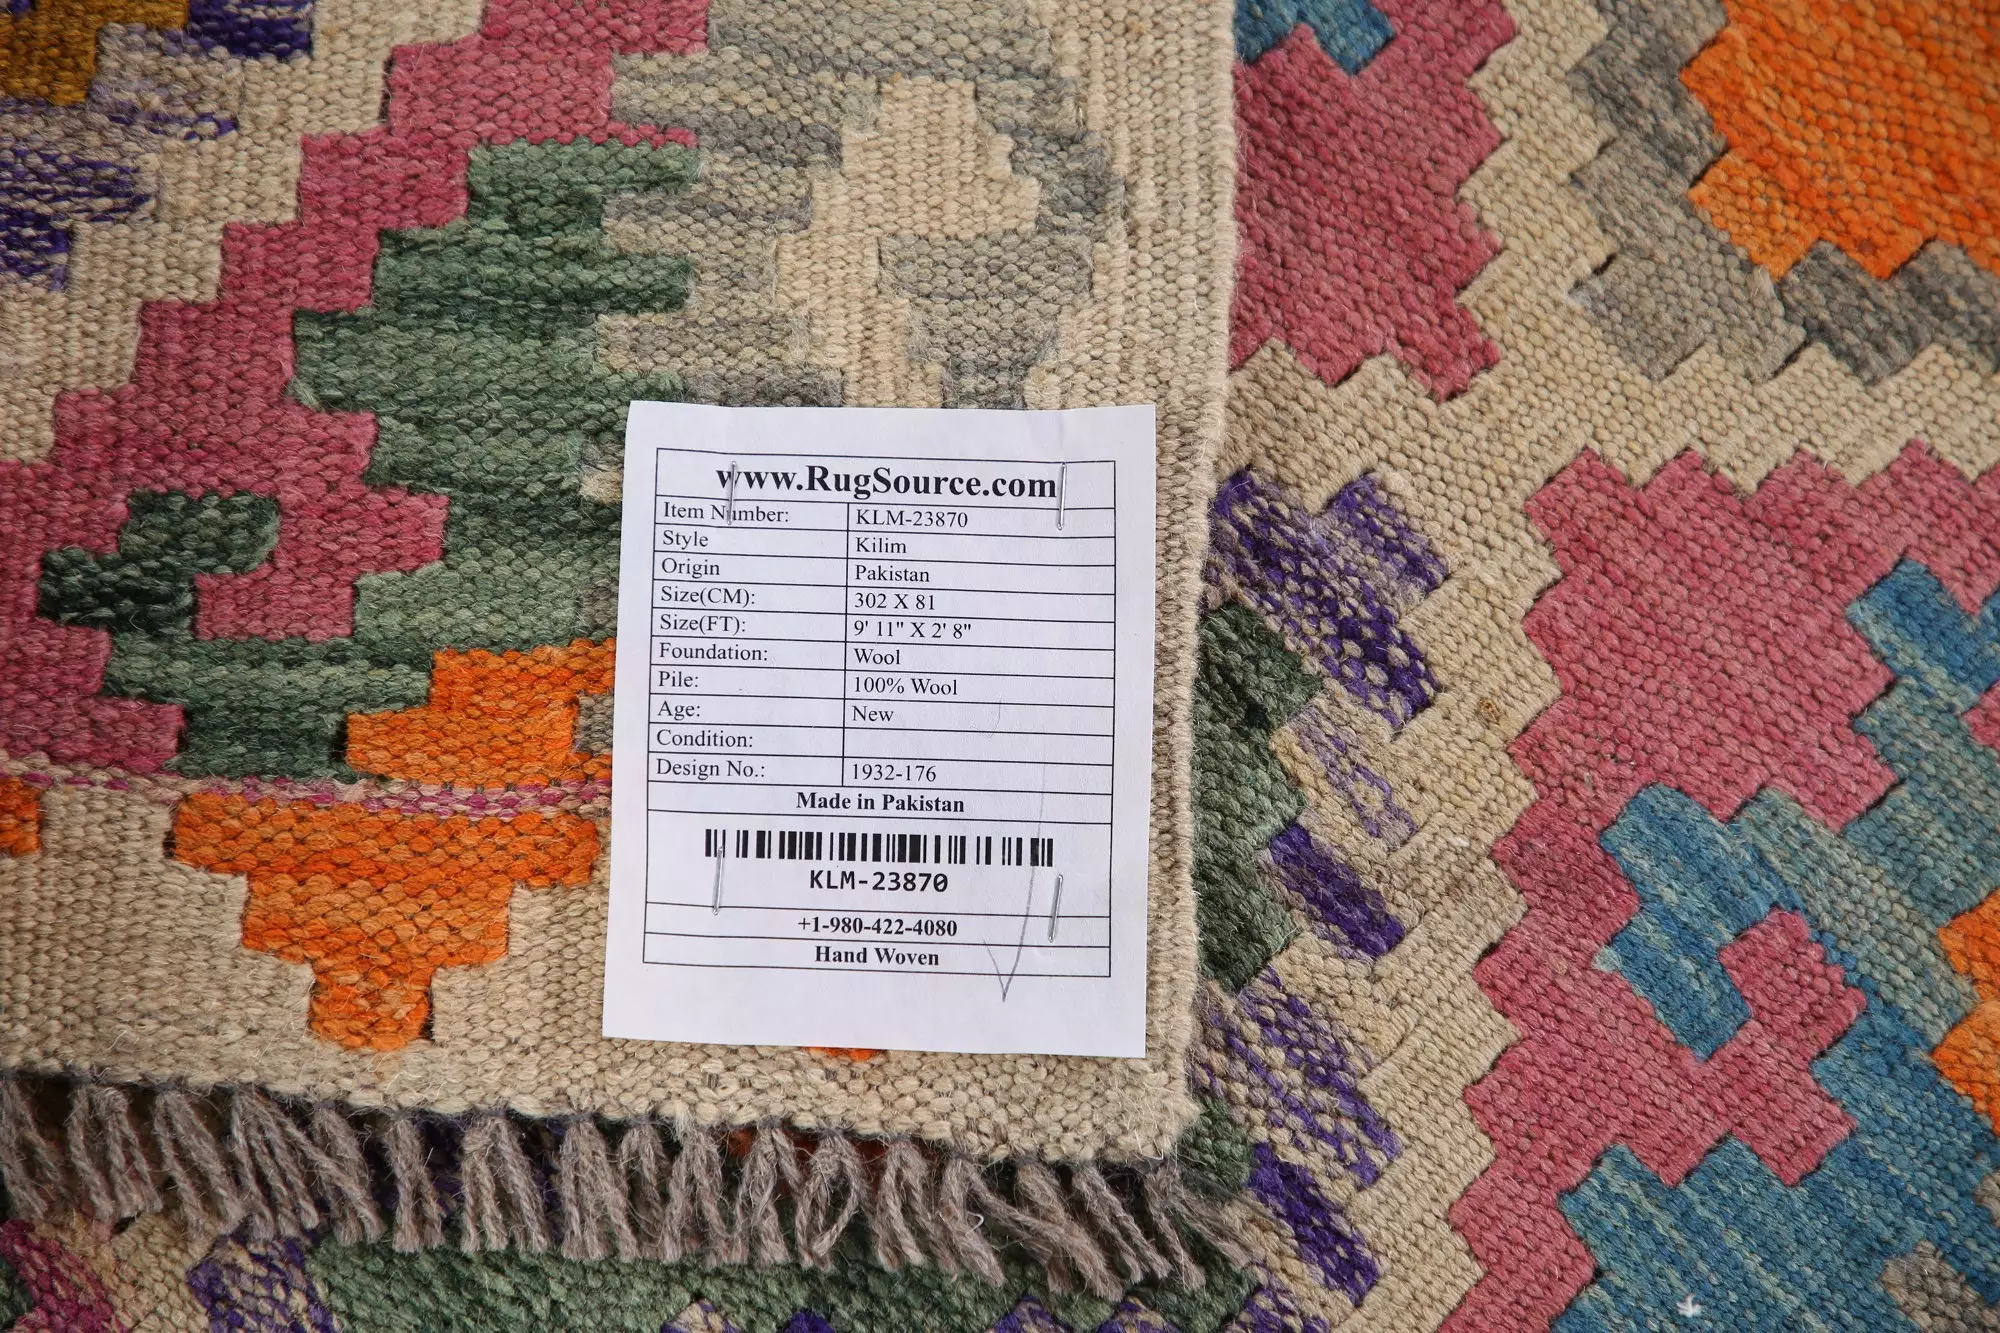 www.RugSource.com
Item Number: KLM-23870
Style Kilim
Origin Pakistan
Size(CM): 302 X 81
Size(FT): 9' 11" X 2' 8"
Foundation: Wool
Pile: 100% Wool
Age: New
Condition:
Design No.: 1932-176
Made in Pakistan
KLM-23870
+1-980-422-4080
Hand Woven